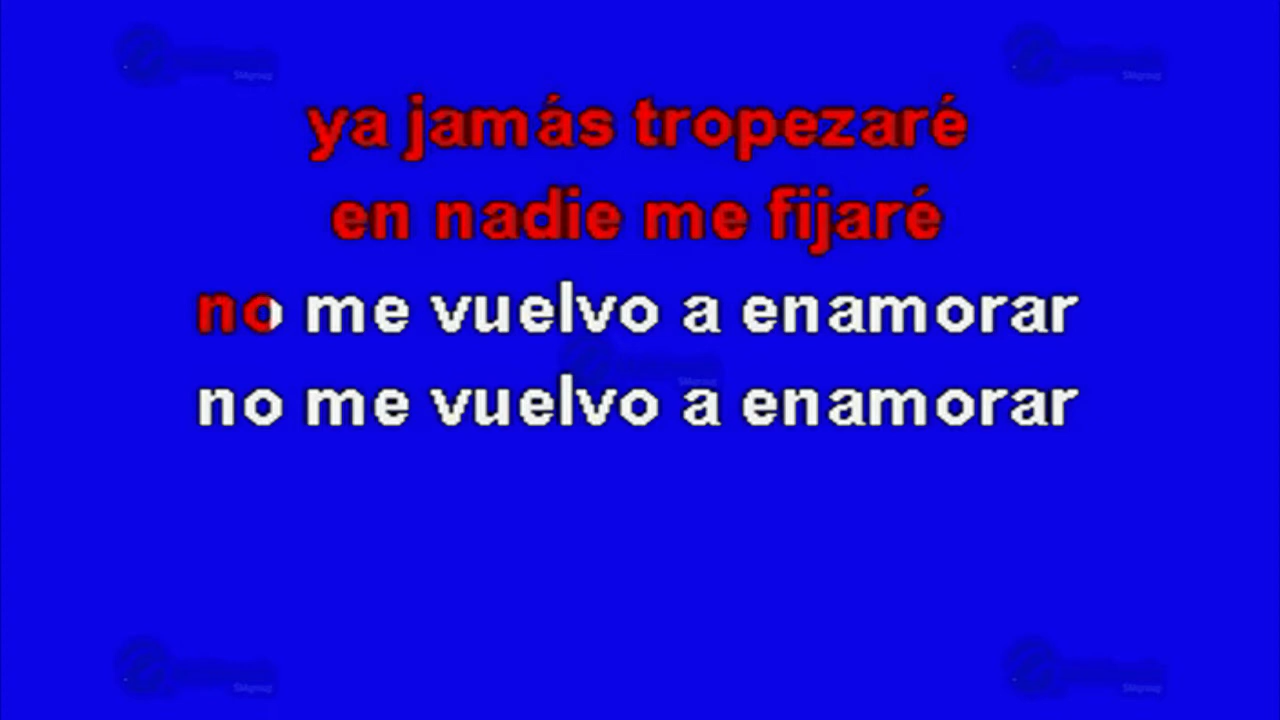 ya jamás tropezaré
en nadie me fijaré
no me vuelvo a enamorar
no me vuelvo a enamorar